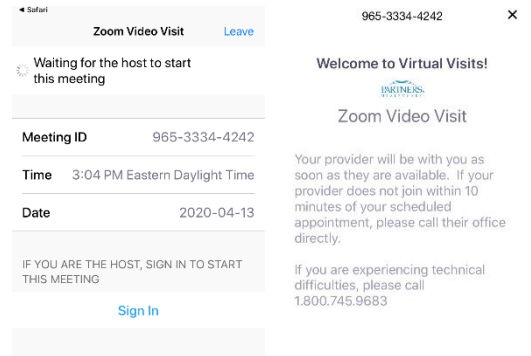 Safari
Zoom Video Visit
Leave
Waiting for the host to start
this meeting
Meeting ID 965-3334-4242
Time 3:04 PM Eastern Daylight Time
Date 2020-04-13
IF YOU ARE THE HOST, SIGN IN TO START
THIS MEETING
Sign In
965-3334-4242
Welcome to Virtual Visits!
PARTNERS.
HEALTHCARE
Zoom Video Visit
Your provider will be with you as
soon as they are available. If your
provider does not join within 10
minutes of your scheduled
appointment, please call their office
directly.
If you are experiencing technical
difficulties, please call
1.800.745.9683